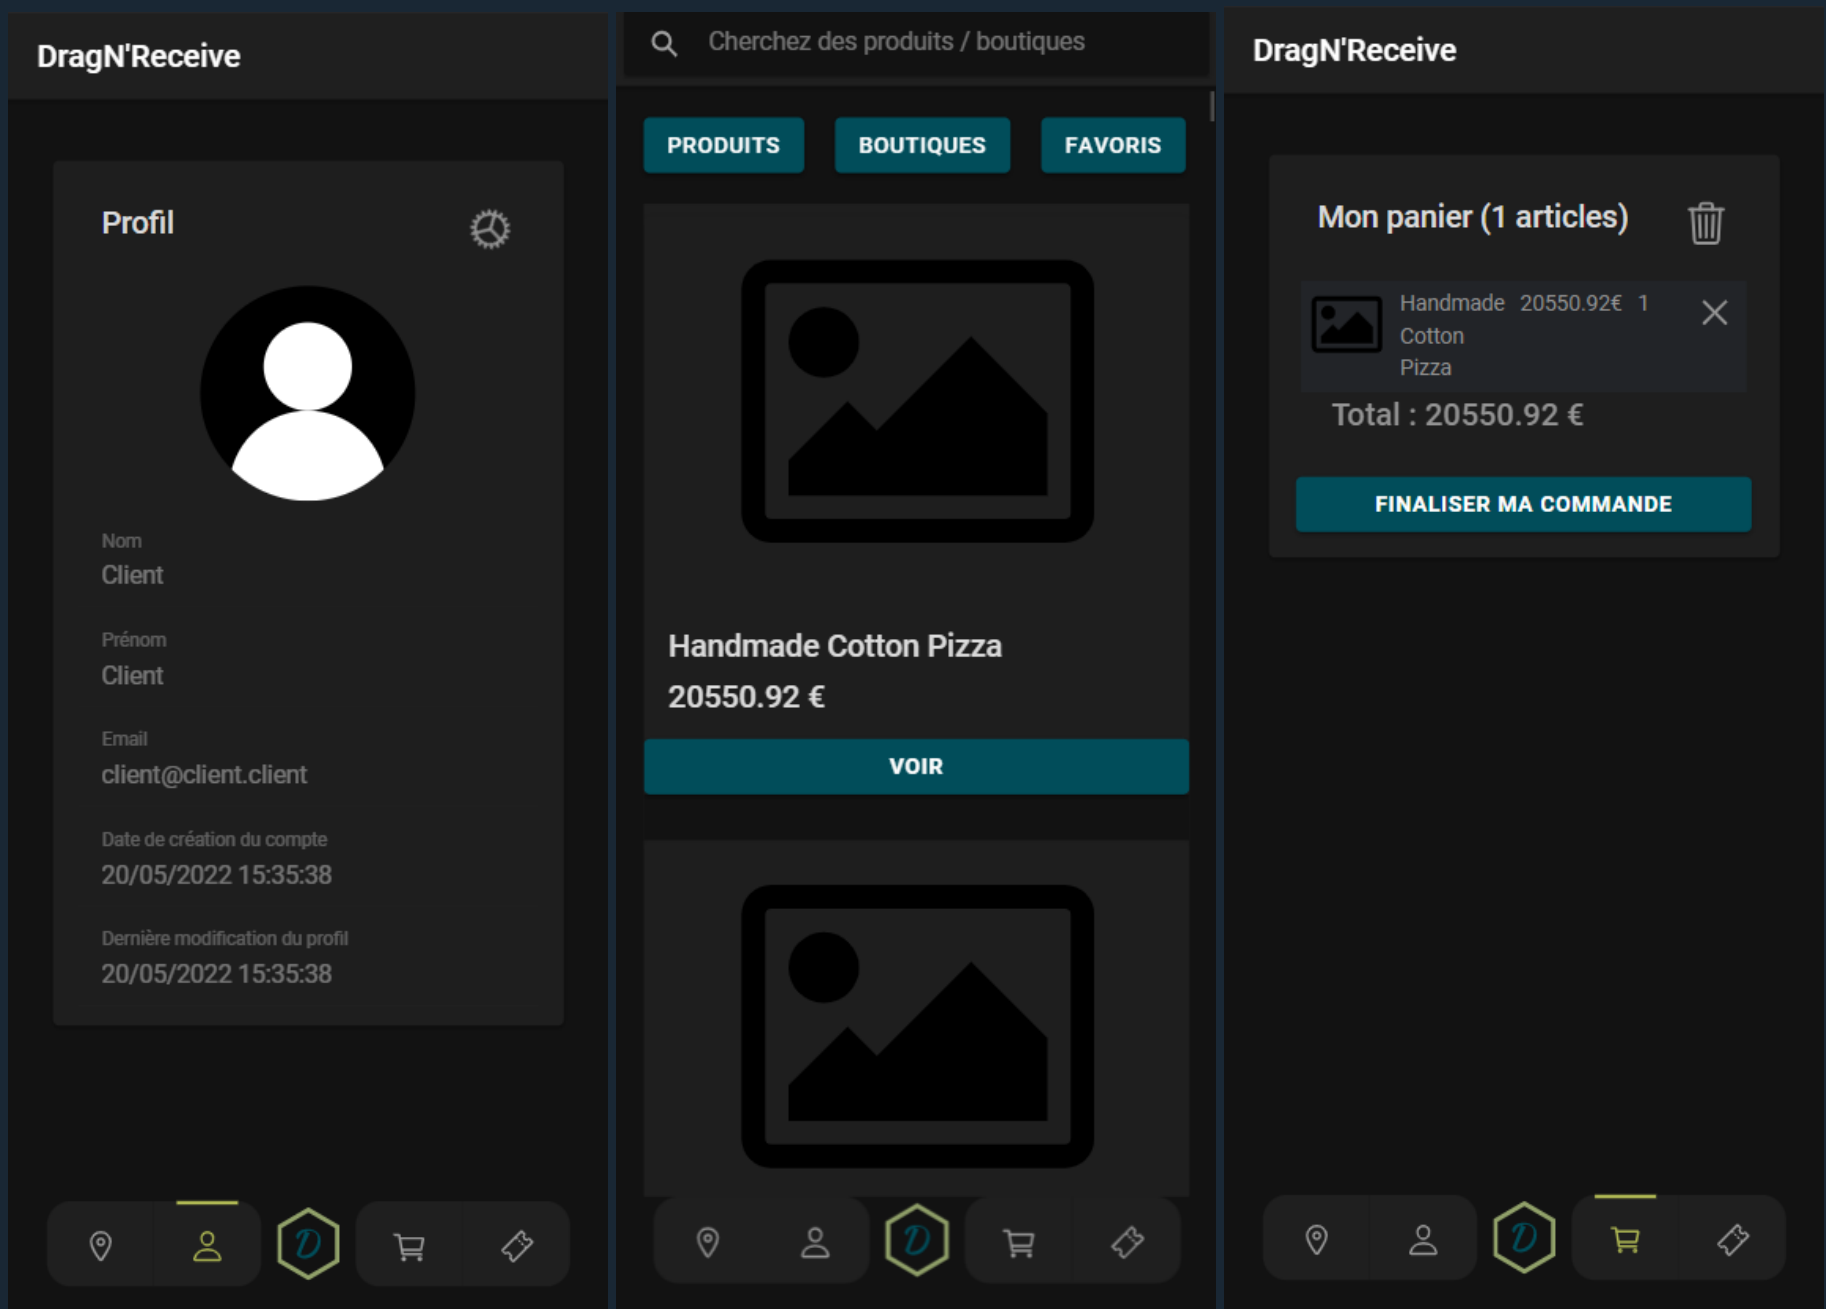 DragN'Receive
Profil
Nom
Client
Prénom
Client
Email
client@client.client
Date de création du compte
20/05/2022 15:35:38
Dernière modification du profil
20/05/2022 15:35:38
D
Cherchez des produits / boutiques
PRODUITS
BOUTIQUES
FAVORIS
Handmade Cotton Pizza
20550.92 €
VOIR
D
DragN'Receive
Mon panier (1 articles)
Handmade 20550.92€ 1
Cotton
Pizza
Total : 20550.92 €
FINALISER MA COMMANDE
D